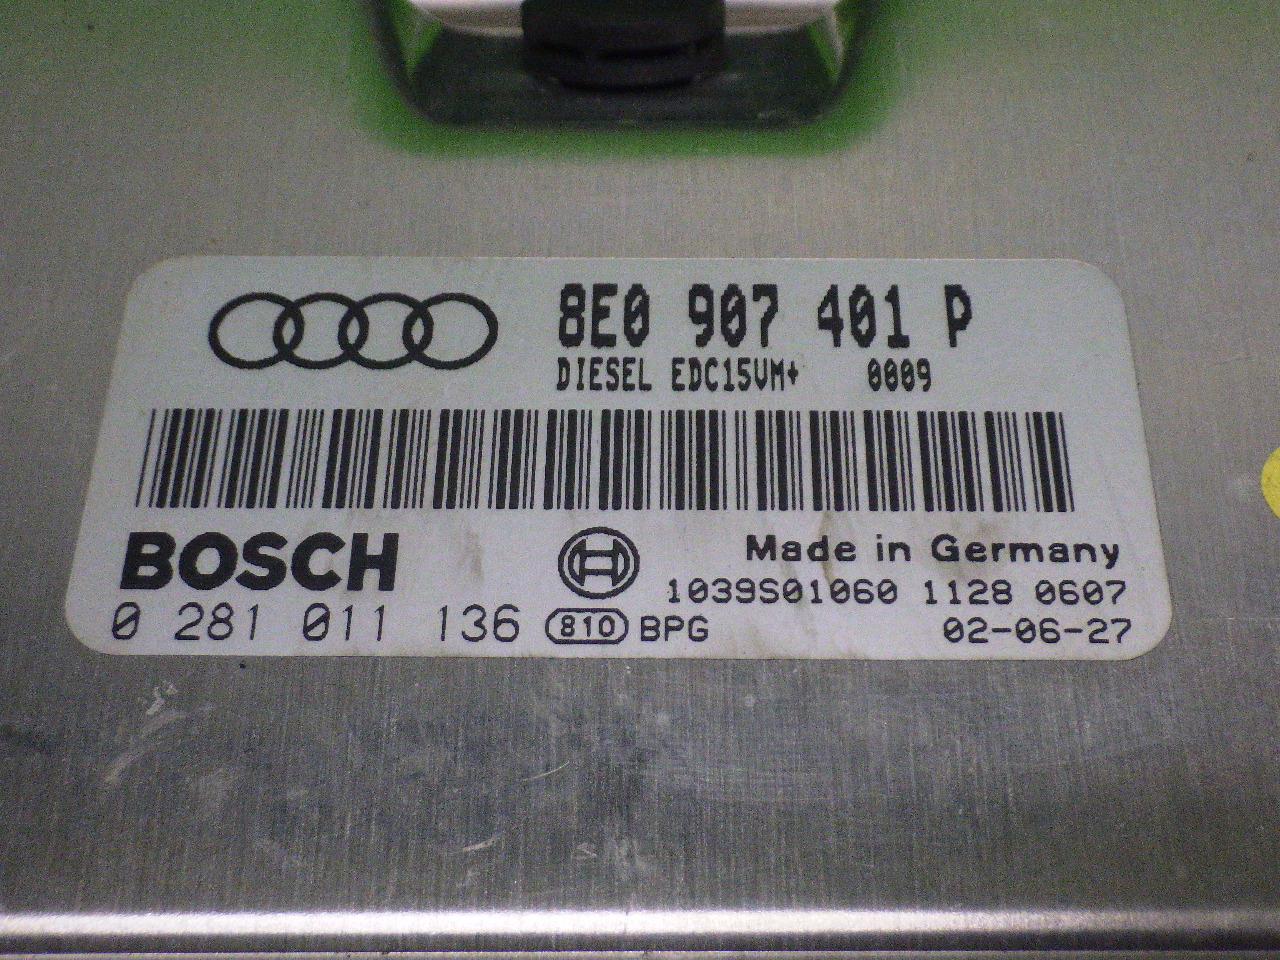 8E0 907 401 P
DIESEL EDC15VM+ 0009
BOSCH
Made in Germany
1039S01060 1128 0607
0 281 011 136 810 BPG 02-06-27